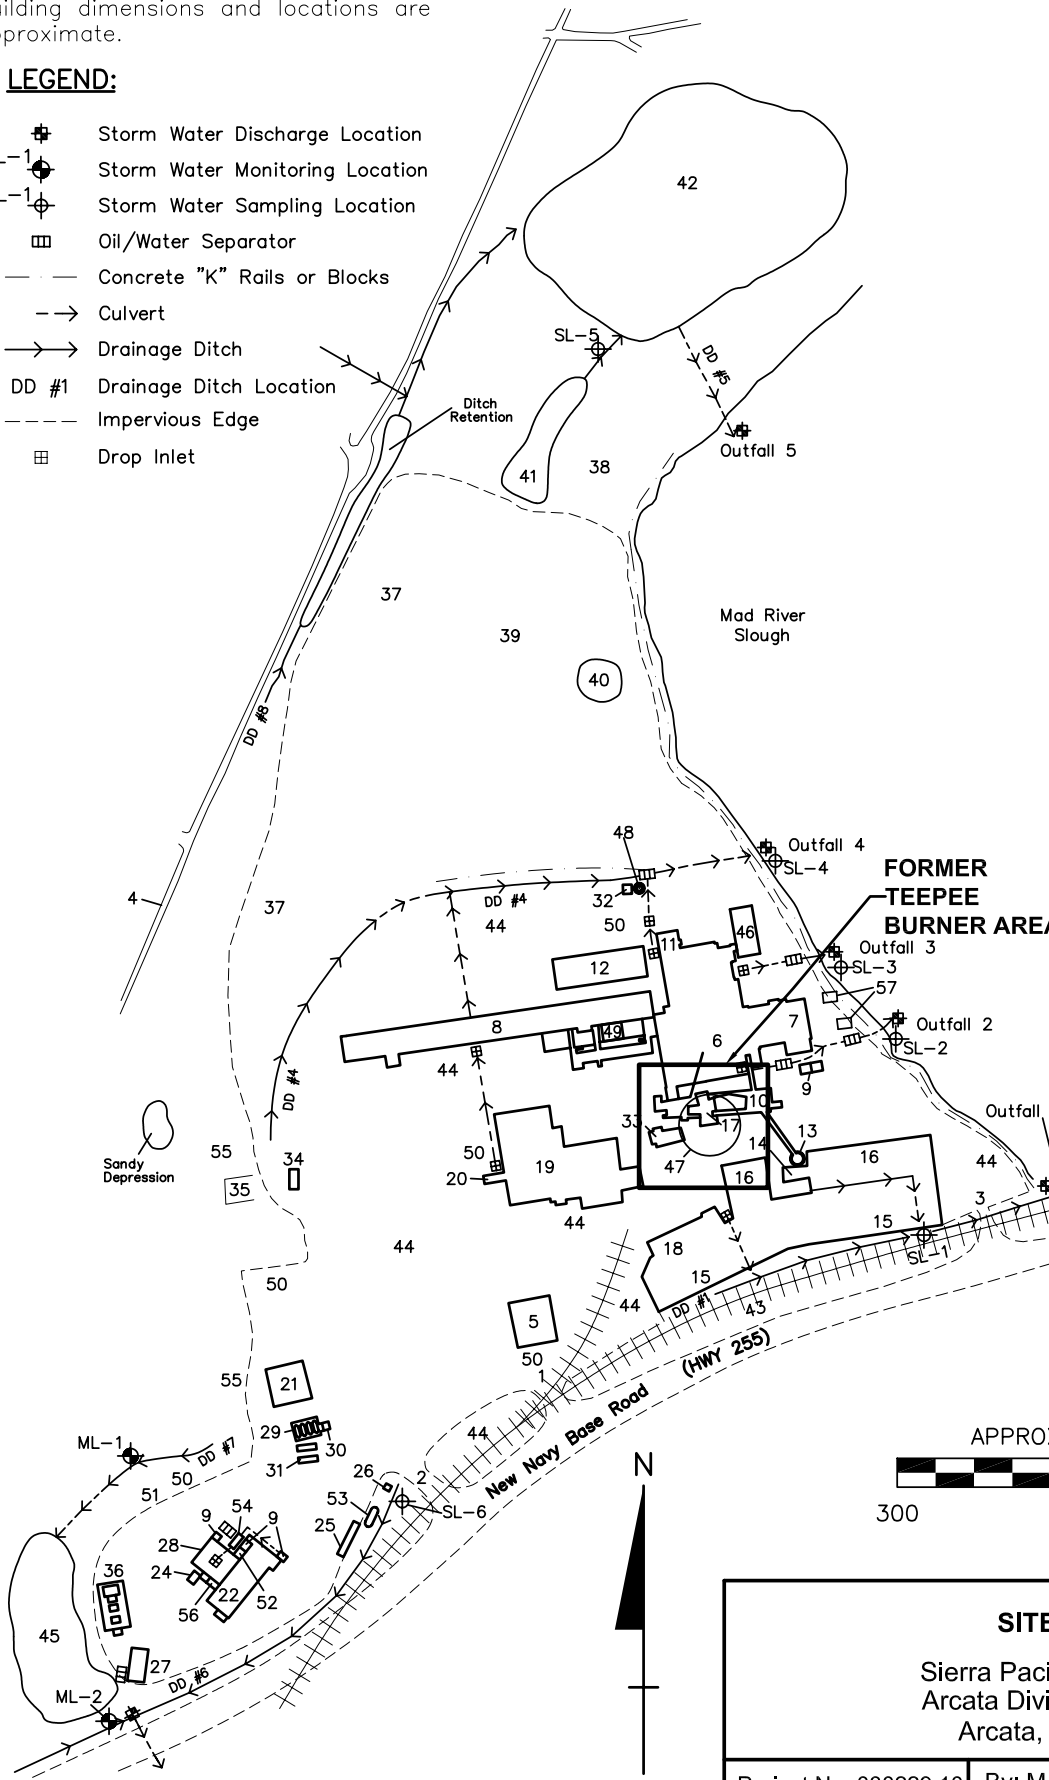 ilding dimensions and locations are
proximate.
LEGEND:
Storm Water Discharge Location
-1
Storm Water Monitoring Location
-1
Storm Water Sampling Location
Oil/Water Separator
Concrete "K" Rails or Blocks
Culvert
Drainage Ditch
DD #1 Drainage Ditch Location
Impervious Edge
Drop Inlet
42
SL-5
DD #5
Ditch
Retention
Outfall 5
41
38
37
39
Mad River
Slough
40
DD #8
48
Outfall 4
SL-4
FORMER
TEEPEE
BURNER AREA
4
37
32
DD #4
44
50
11
46
Outfall 3
SL-3
12
57
8
49
7
6
Outfall 2
SL-2
44
DD #4
9
10
33
17
13
14
Outfall
Sandy
Depression
55
34
50
19
47
16
16
44
35
20
3
44
15
SL-1
44
18
50
15
44
DD #1
43
5
50
1
(HWY 255)
55
21
New Navy Base Road
29
30
31
44
ML-1
DD #7
50
51
26
2
N
APPROX
53
SL-6
54
9
9
25
300
28
24
36
22
52
56
45
27
DD #6
ML-2
SITE
Sierra Paci
Arcata Divi
Arcata,